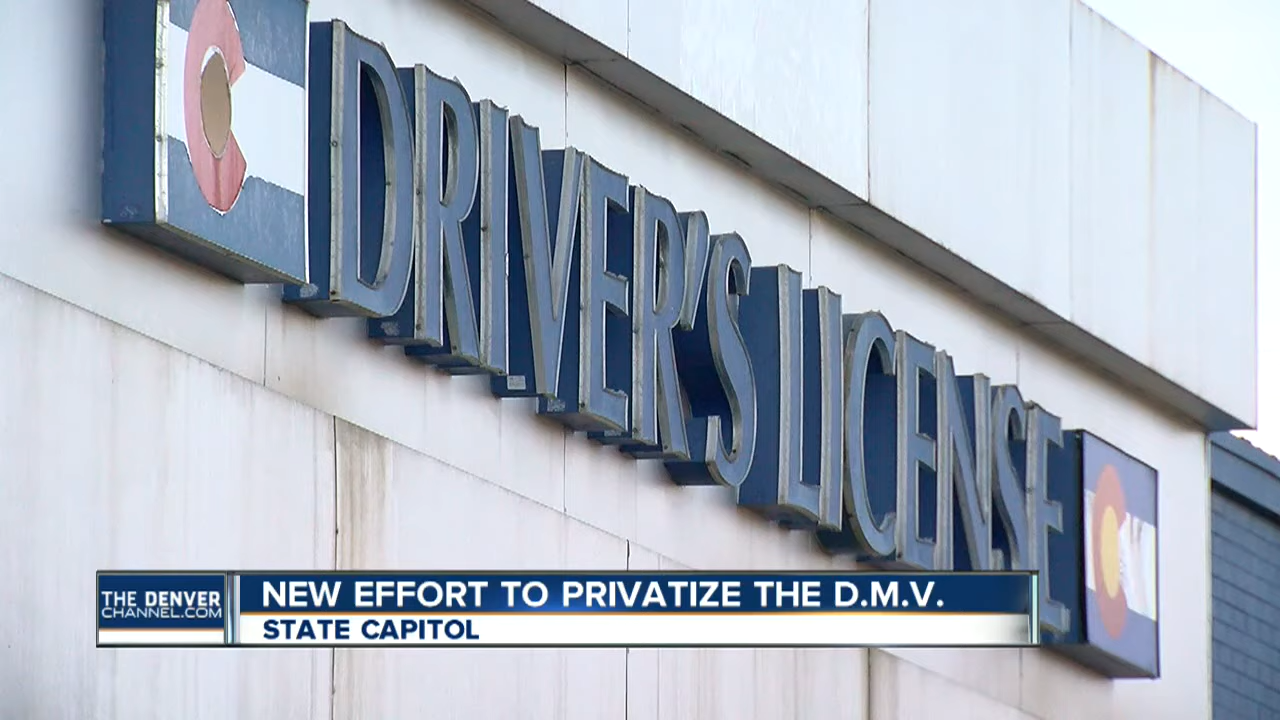 DRIVER'S LICENSE
THE DENVER
CHANNEL.COM
NEW EFFORT TO PRIVATIZE THE D.M.V.
STATE CAPITOL